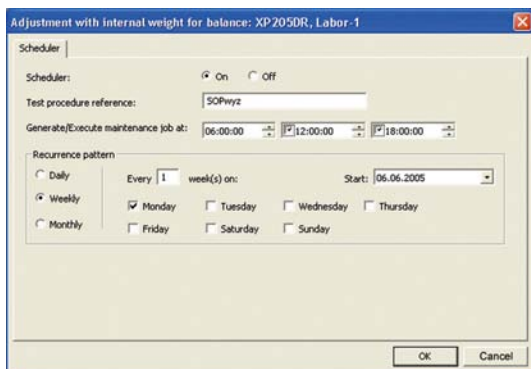 Adjustment with internal weight for balance: XP205DR, Labor-1
Scheduler
Scheduler: On Off
Test procedure reference: SOPwyz
Generate/Execute maintenance job at: 06:00:00 12:00:00 18:00:00
Recurrence pattern
Daily
Every 1 week(s) on: Start: 06.06.2005
Weekly
Monday Tuesday Wednesday Thursday
Monthly
Friday Saturday Sunday
OK Cancel